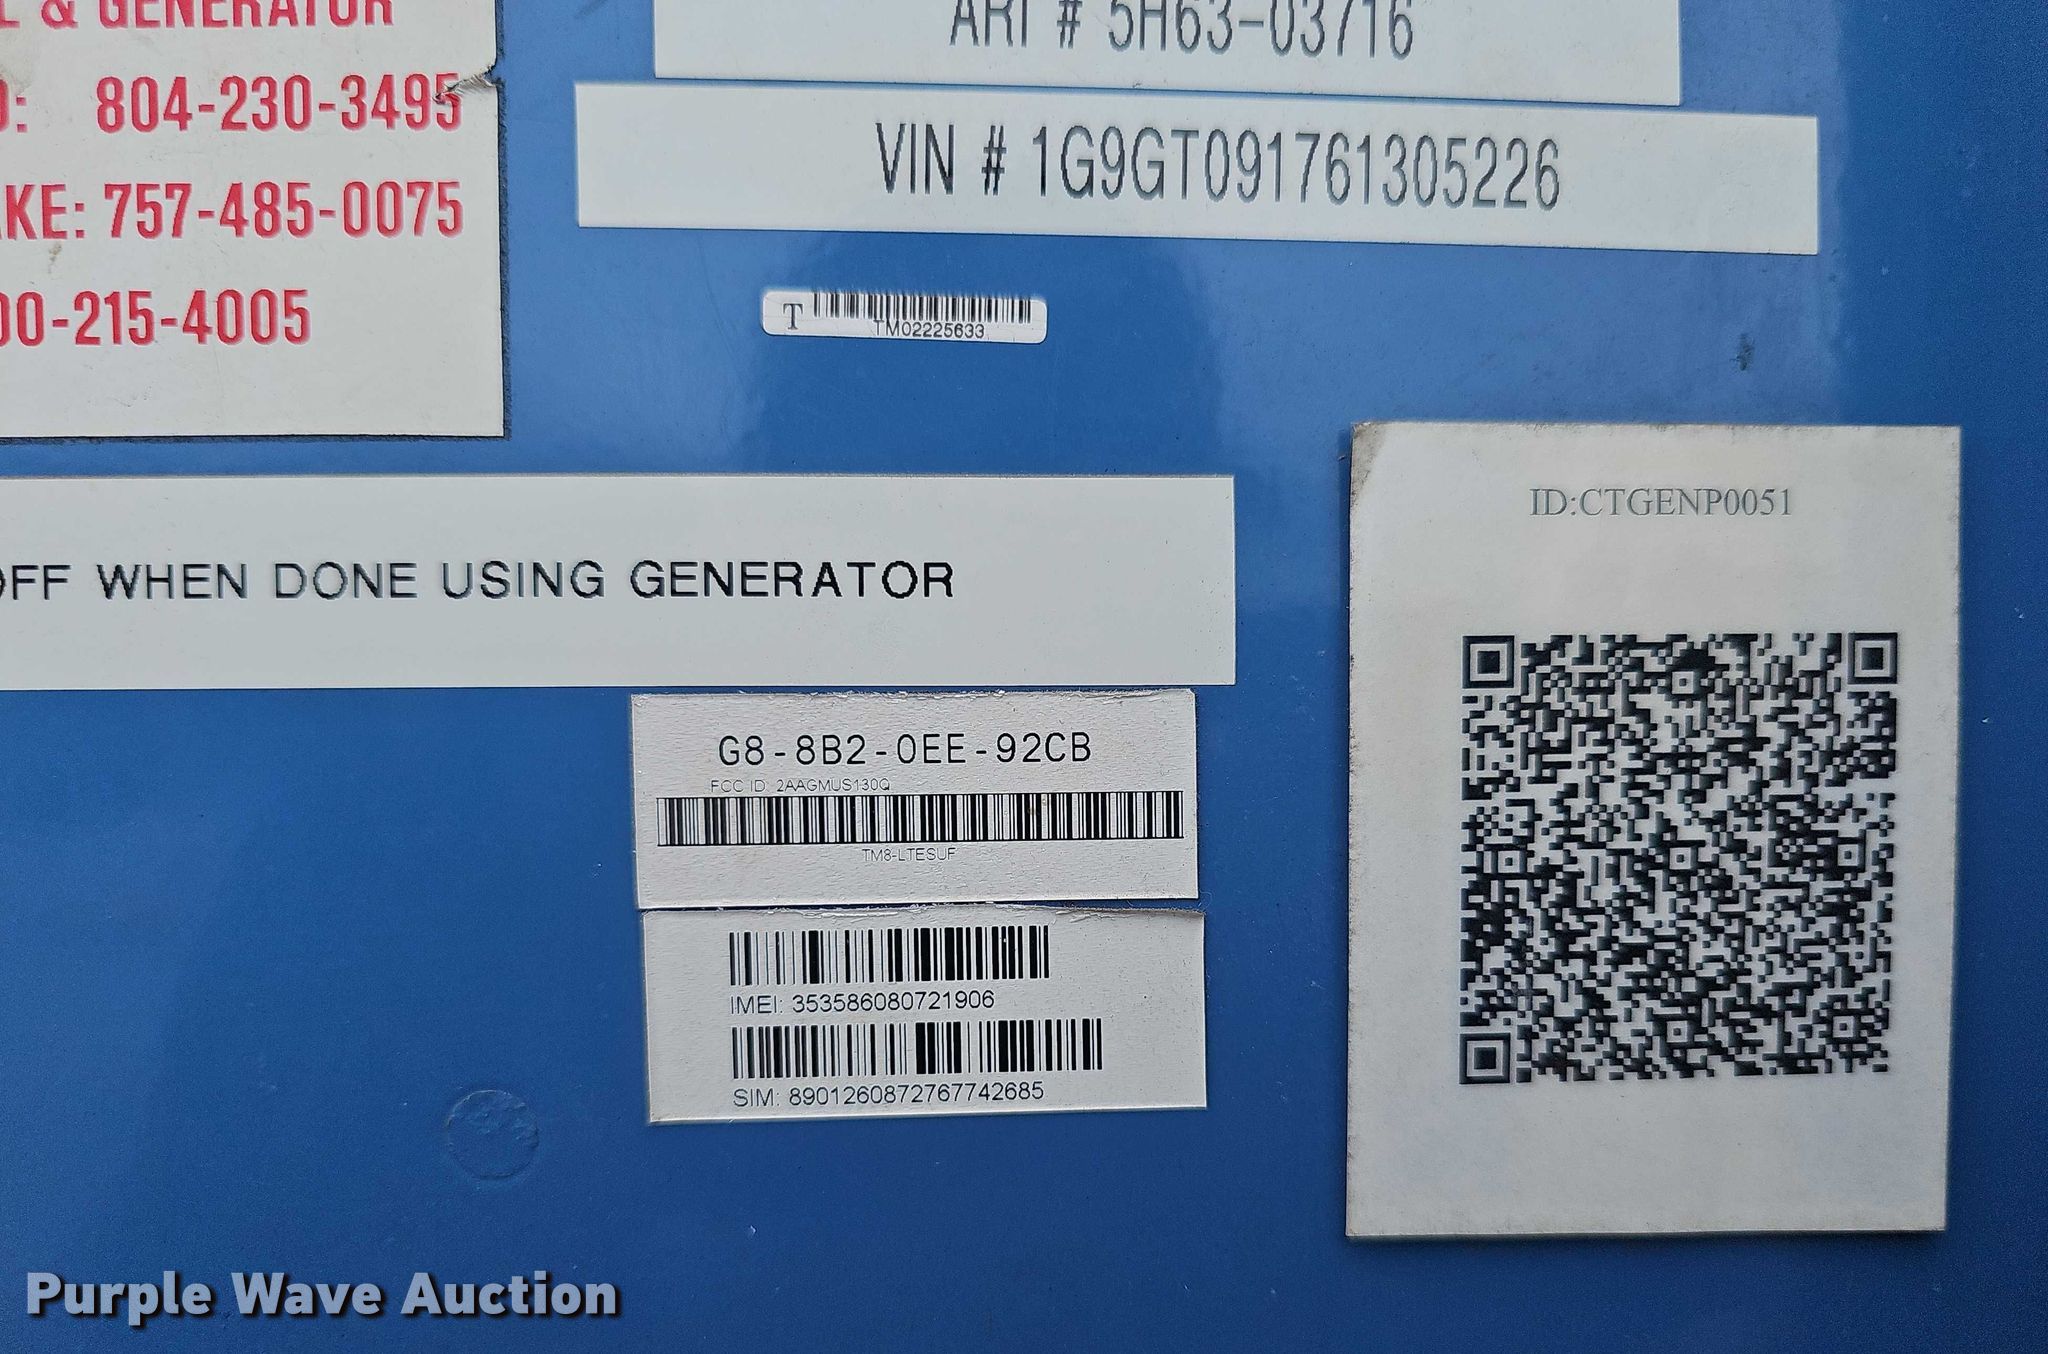 L & GENERATOR
804-230-3495
AKE: 757-485-0075
00-215-4005
ARI # 5H63-03716
VIN # 1G9GT091761305226
T
TM02225633
OFF WHEN DONE USING GENERATOR
ID:CTGENP0051
G8-8B2-0EE-92CB
FCC ID: 2AAGMUS130Q
TM8-LTESUF
IMEI: 353586080721906
SIM: 8901260872767742685
Purple Wave Auction